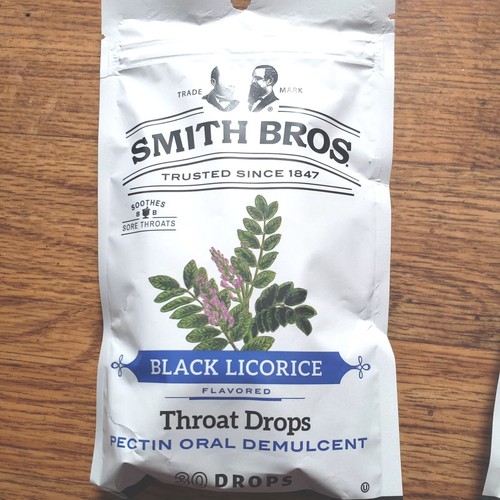 TRADE MARK
®
SMITH BROS.
TRUSTED SINCE 1847
SOOTHES
S B
SORE THROATS
BLACK LICORICE
FLAVORED
Throat Drops
PECTIN ORAL DEMULCENT
30 DROPS
U